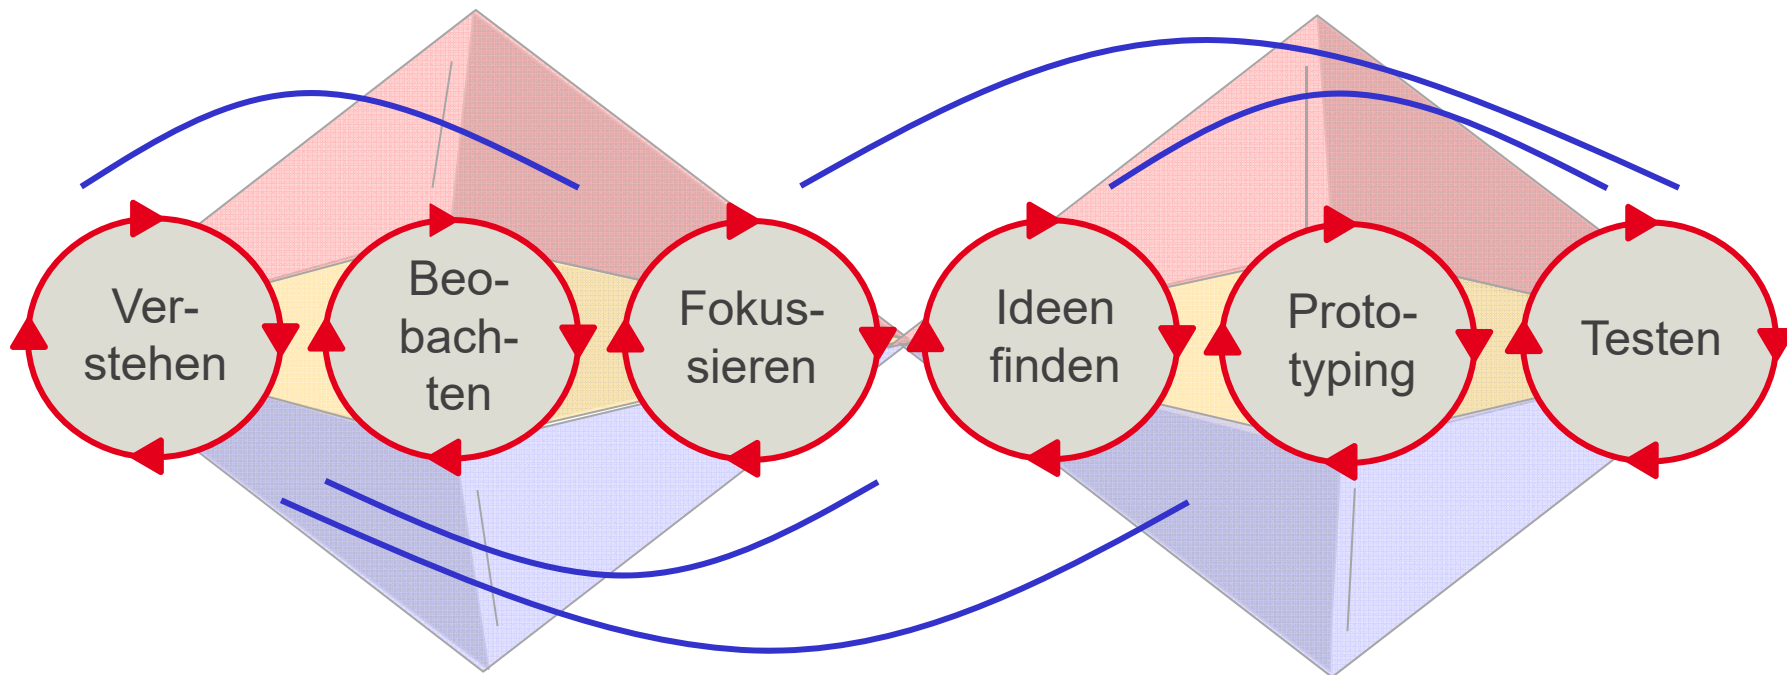 Ver-
stehen
Beo-
bach-
ten
Fokus-
sieren
Ideen
finden
Proto-
typing
Testen